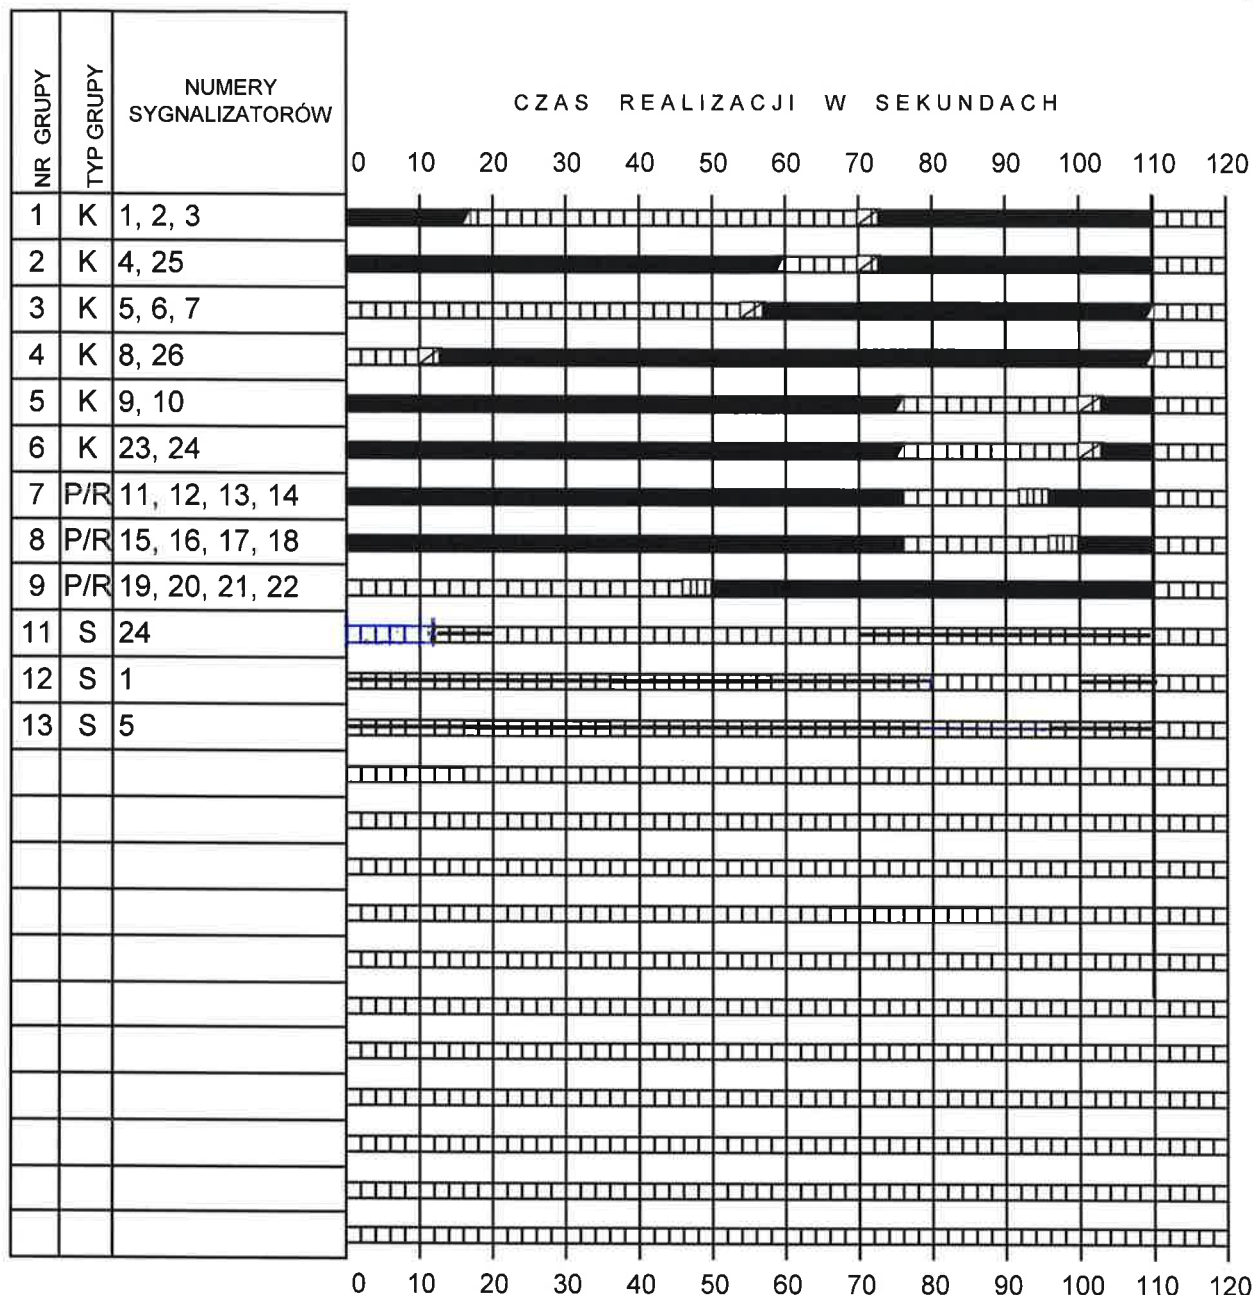 NR GRUPY
TYP GRUPY
NUMERY
SYGNALIZATORÓW
CZAS REALIZACJI W SEKUNDACH
0 10 20 30 40 50 60 70 80 90 100 110 120
1 K 1, 2, 3
2 K 4, 25
3 K 5, 6, 7
4 K 8, 26
5 K 9, 10
6 K 23, 24
7 P/R 11, 12, 13, 14
8 P/R 15, 16, 17, 18
9 P/R 19, 20, 21, 22
11 S 24
12 S 1
13 S 5
0 10 20 30 40 50 60 70 80 90 100 110 120